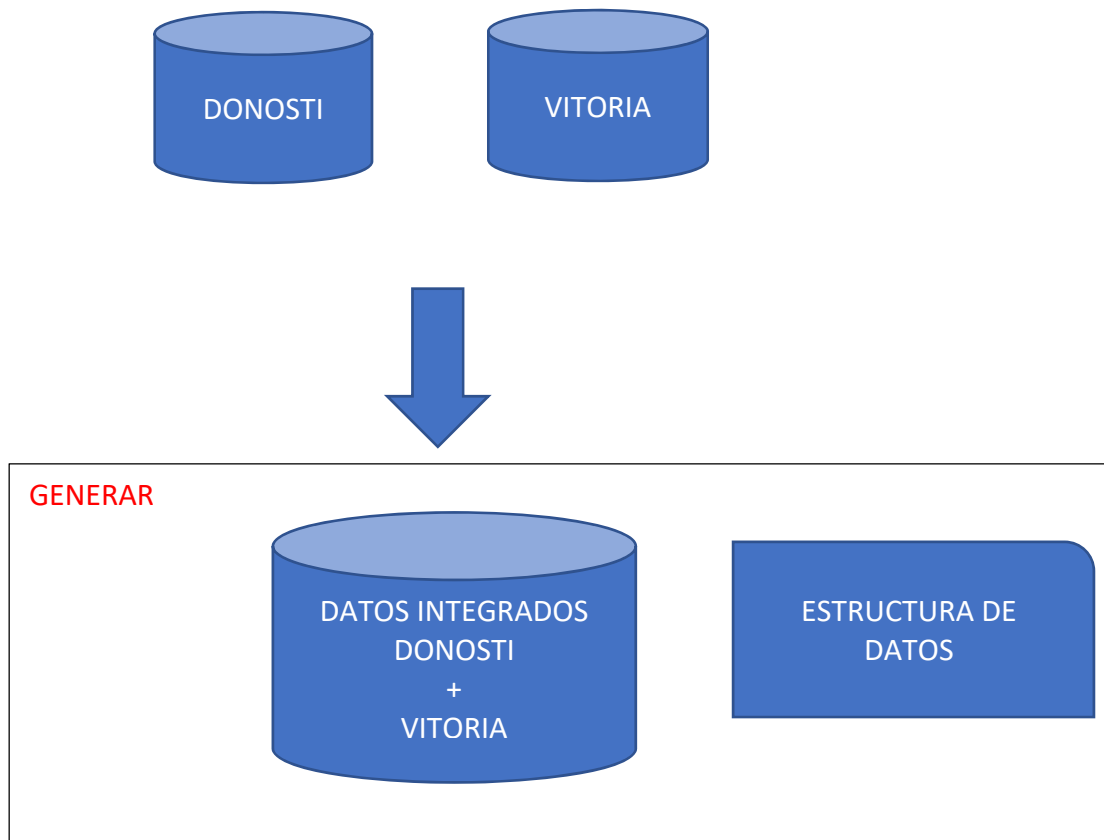 DONOSTI
VITORIA
GENERAR
DATOS INTEGRADOS
DONOSTI
+
VITORIA
ESTRUCTURA DE
DATOS